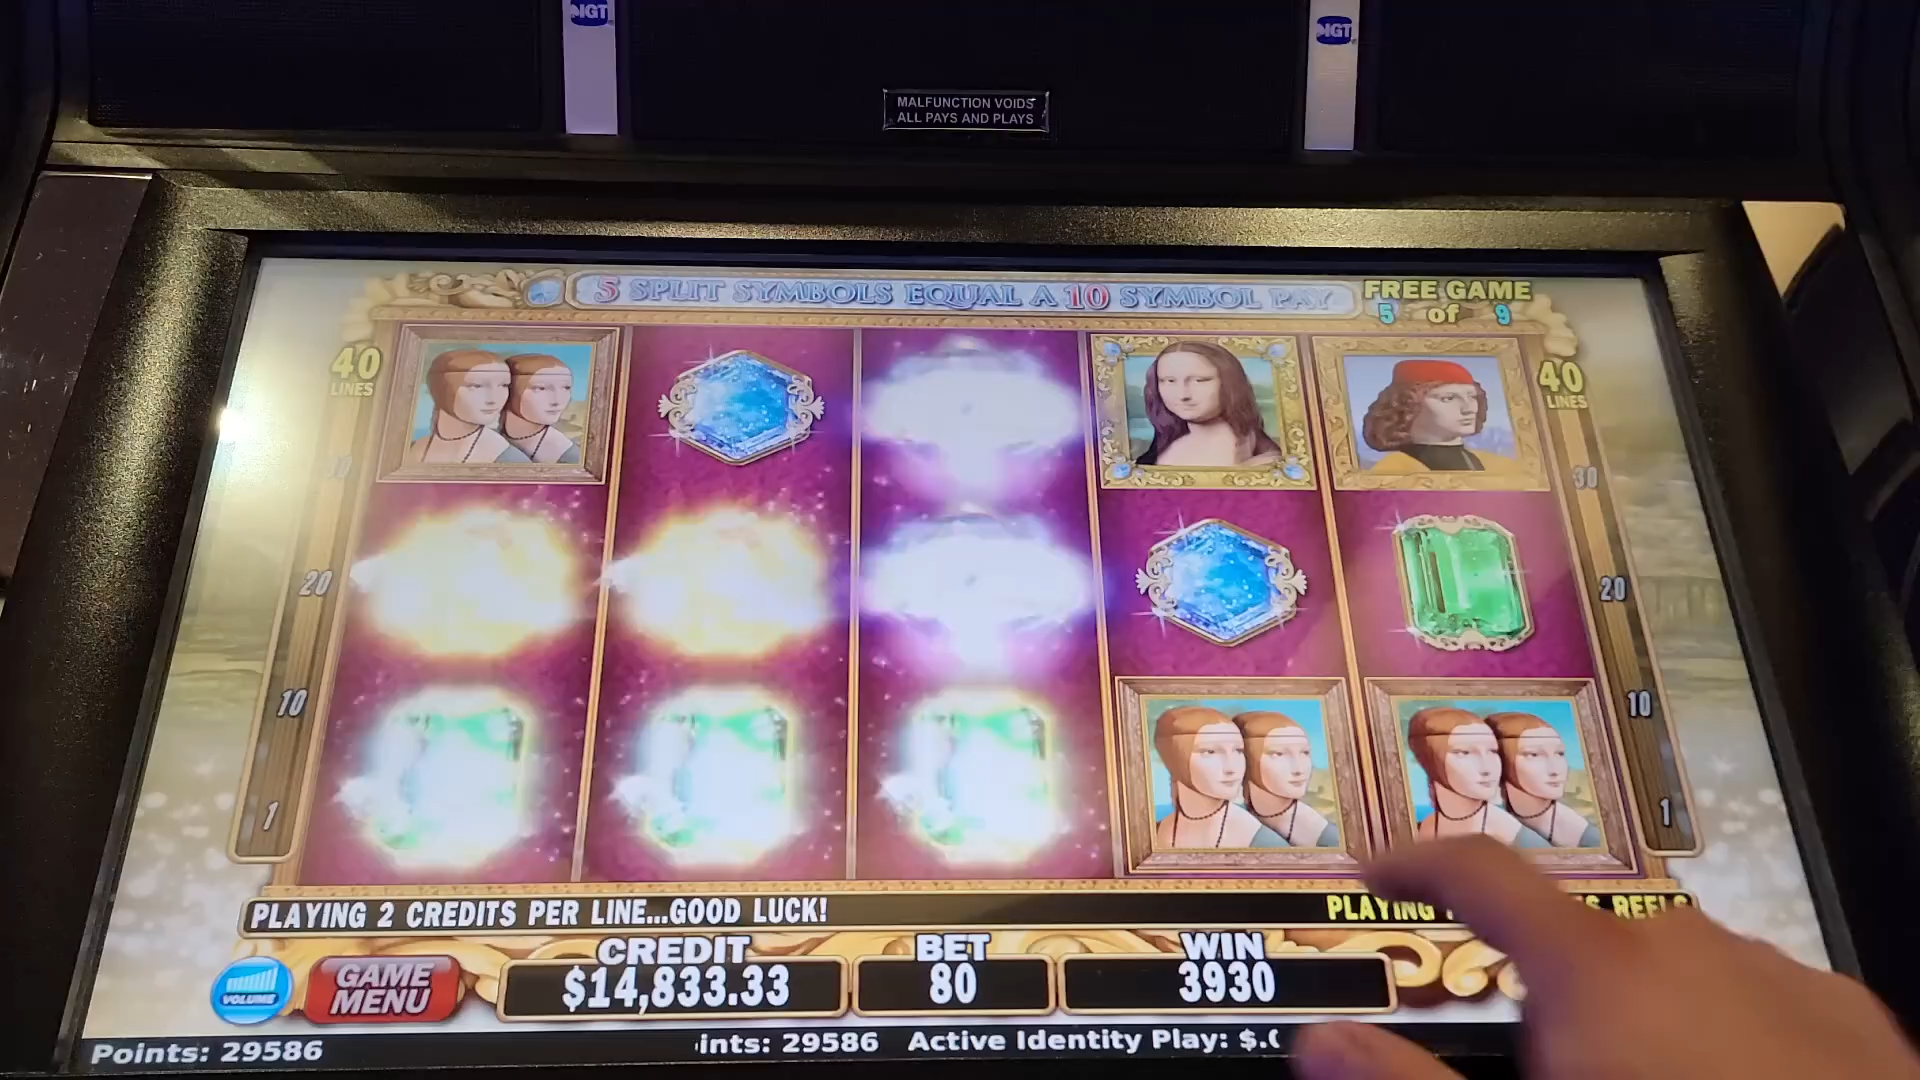 IGT
IGT
MALFUNCTION VOIDS
ALL PAYS AND PLAYS
5 SPLIT SYMBOLS EQUAL A 10 SYMBOL PAY
FREE GAME
5 of 9
40
LINES
40
LINES
30
20
20
10
10
1
1
PLAYING 2 CREDITS PER LINE...GOOD LUCK!
PLAYING REELS
CREDIT
$14,833.33
BET
80
WIN
3930
VOLUME
GAME
MENU
Points: 29586
ints: 29586 Active Identity Play: $.0